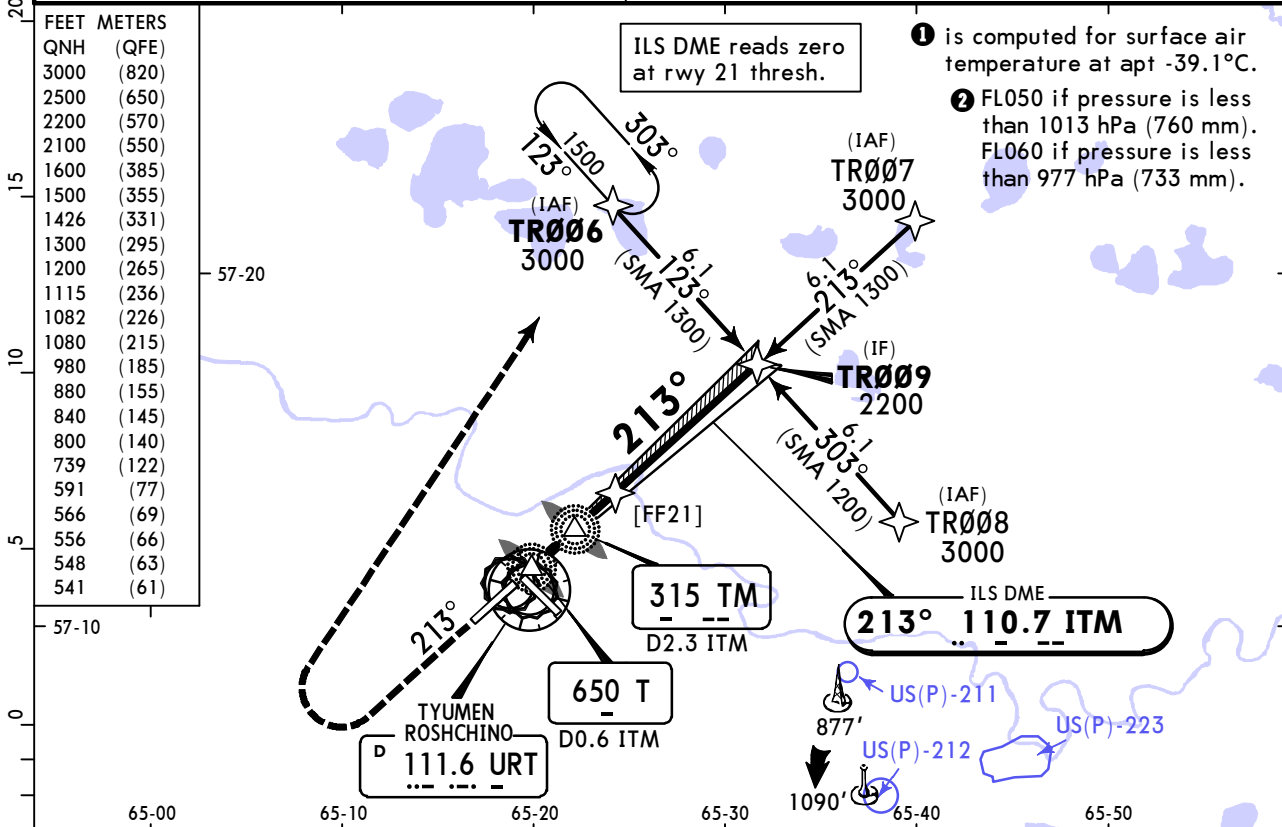 20
15
10
5
0
FEET METERS
QNH (QFE)
3000 (820)
2500 (650)
2200 (570)
2100 (550)
1600 (385)
1500 (355)
1426 (331)
1300 (295)
1200 (265)
1115 (236)
1082 (226)
1080 (215)
980 (185)
880 (155)
840 (145)
800 (140)
739 (122)
591 (77)
566 (69)
556 (66)
548 (63)
541 (61)
ILS DME reads zero
at rwy 21 thresh.
1 is computed for surface air
temperature at apt -39.1°C.
2 FL050 if pressure is less
than 1013 hPa (760 mm).
FL060 if pressure is less
than 977 hPa (733 mm).
303°
1500
123°
(IAF)
TRØØ6
3000
(IAF)
TRØØ7
3000
57-20
6.1
123°
(SMA 1300)
6.1
213°
(SMA 1300)
(IF)
TRØØ9
2200
213°
6.1
303°
(SMA 1200)
(IAF)
TRØØ8
3000
[FF21]
315 TM
D2.3 ITM
ILS DME
213° 110.7 ITM
57-10
213°
650 T
D0.6 ITM
TYUMEN
ROSHCHINO
D 111.6 URT
877'
US(P)-211
US(P)-212
US(P)-223
1090'
65-00
65-10
65-20
65-30
65-40
65-50